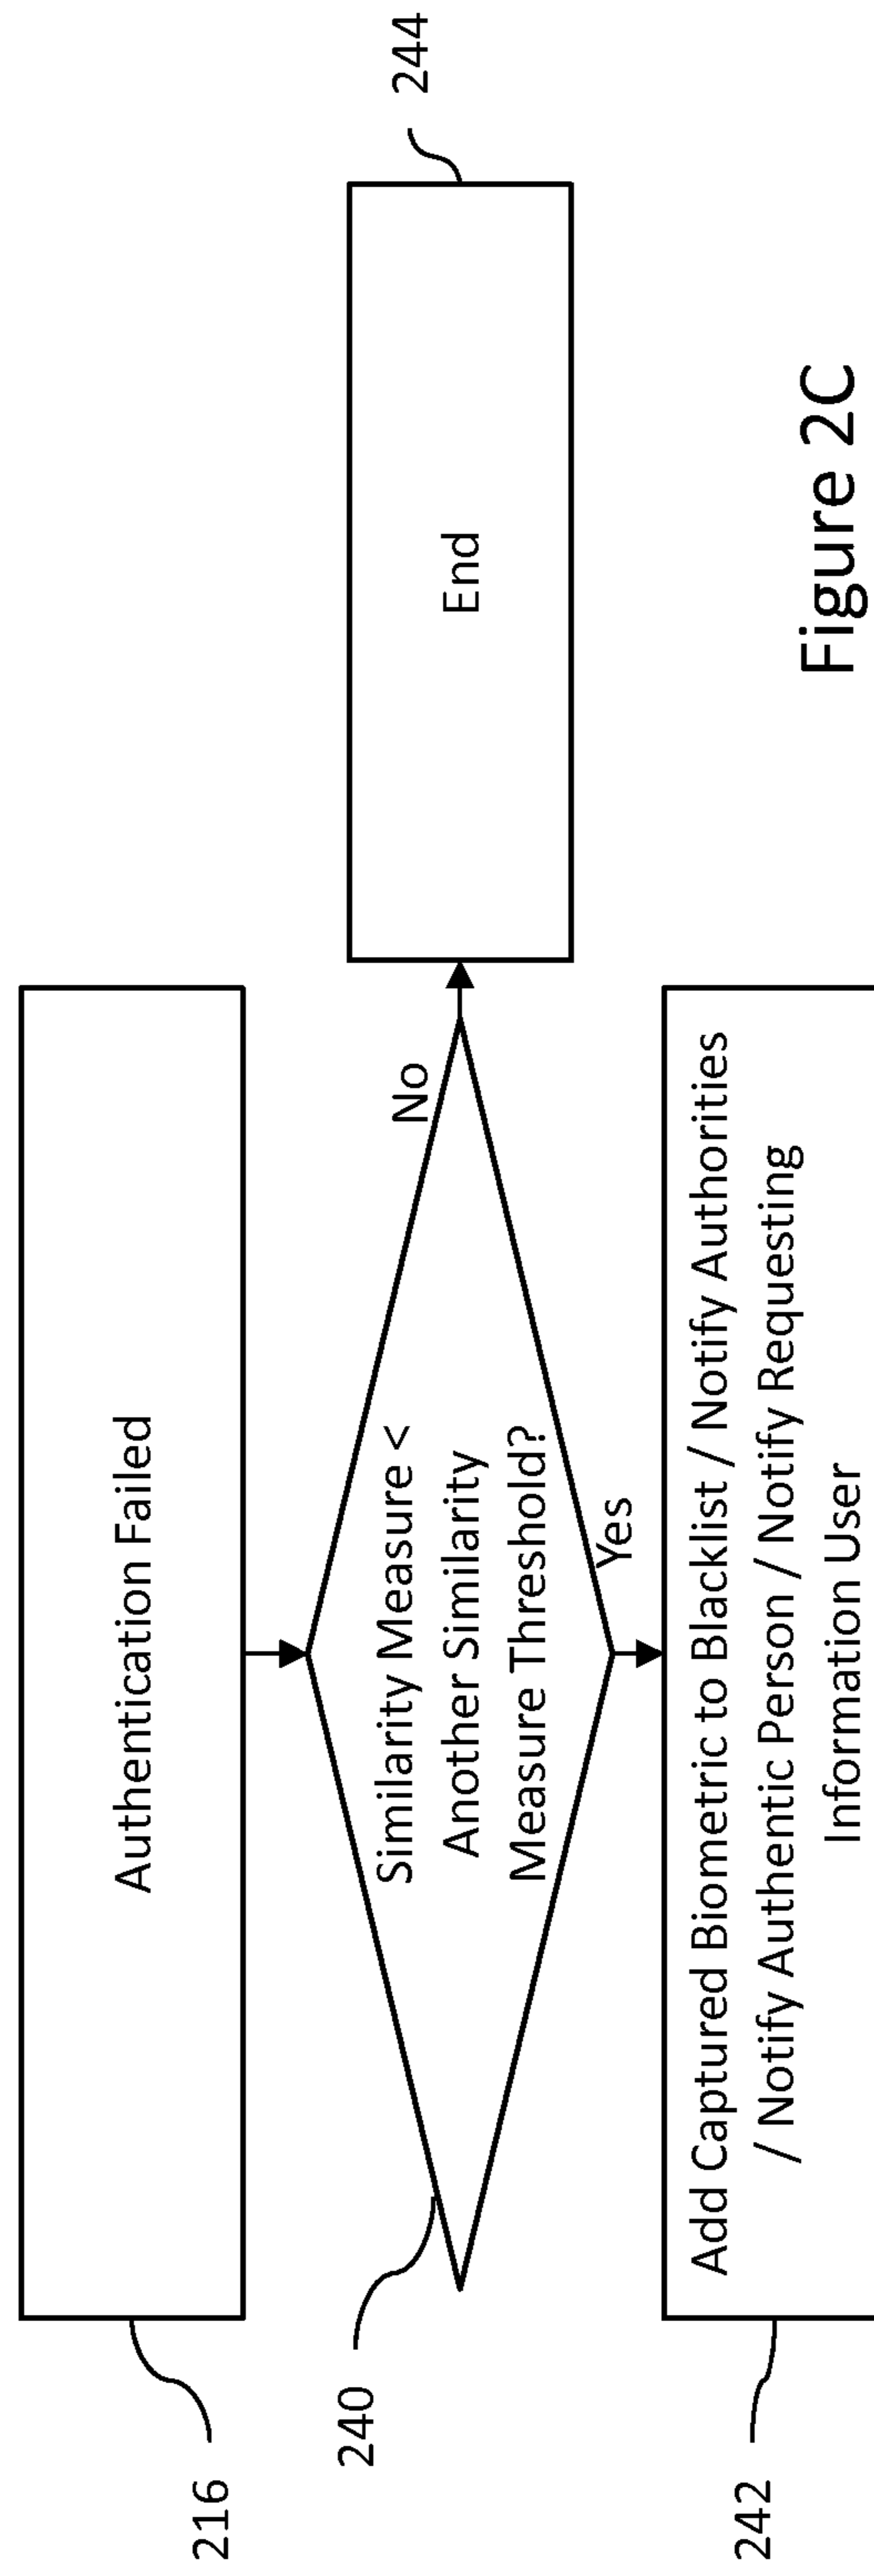 216
Authentication Failed
240
Similarity Measure <
Another Similarity
Measure Threshold?
No
Yes
End
244
242
Add Captured Biometric to Blacklist / Notify Authorities
/ Notify Authentic Person / Notify Requesting
Information User
Figure 2C